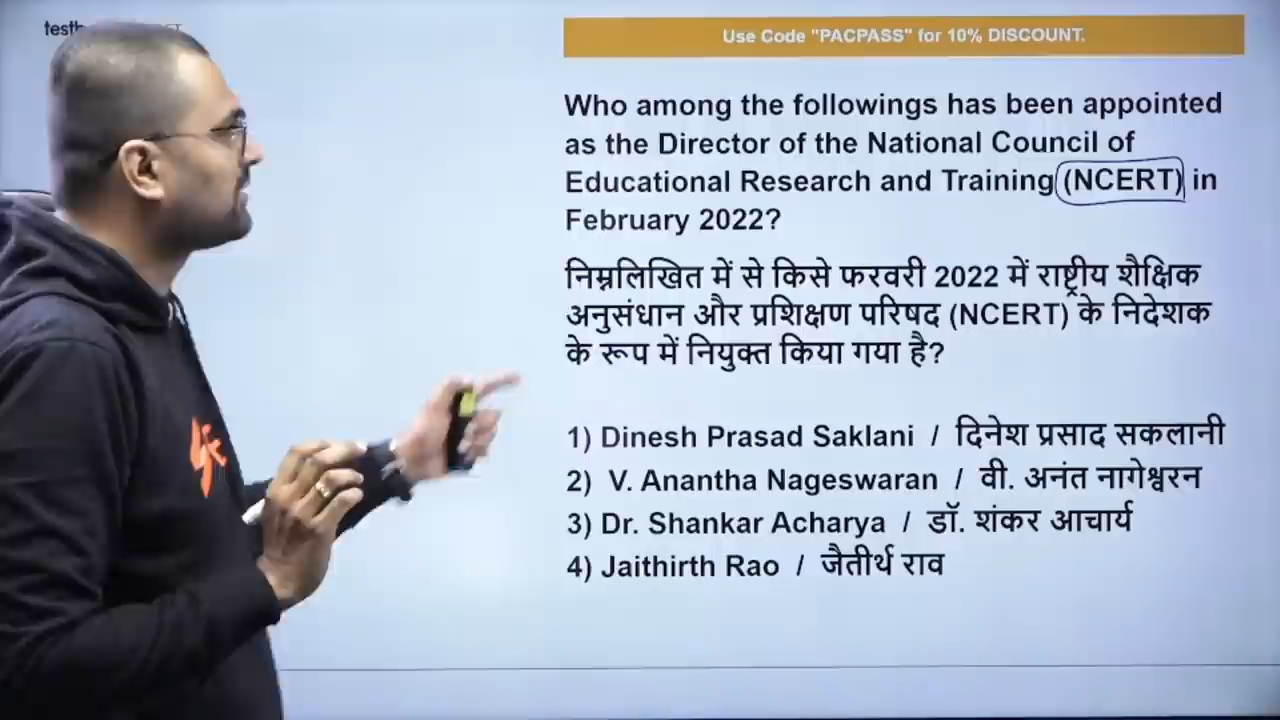 testb
Use Code "PACPASS" for 10% DISCOUNT.
Who among the followings has been appointed
as the Director of the National Council of
Educational Research and Training (NCERT) in
February 2022?
निम्नलिखित में से किसे फरवरी 2022 में राष्ट्रीय शैक्षिक
अनुसंधान और प्रशिक्षण परिषद (NCERT) के निदेशक
के रूप में नियुक्त किया गया है?
1) Dinesh Prasad Saklani / दिनेश प्रसाद सकलानी
2) V. Anantha Nageswaran / वी. अनंत नागेश्वरन
3) Dr. Shankar Acharya / डॉ. शंकर आचार्य
4) Jaithirth Rao / जैतीर्थ राव